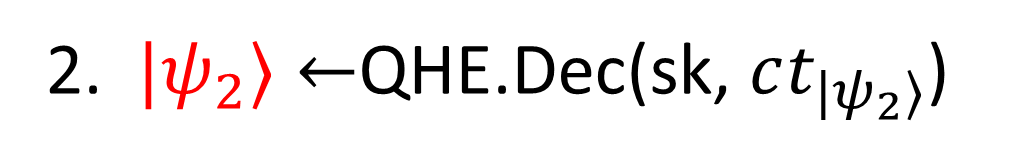 2. |𝜓₂⟩ ←QHE.Dec(sk, 𝑐𝑡|𝜓₂⟩)